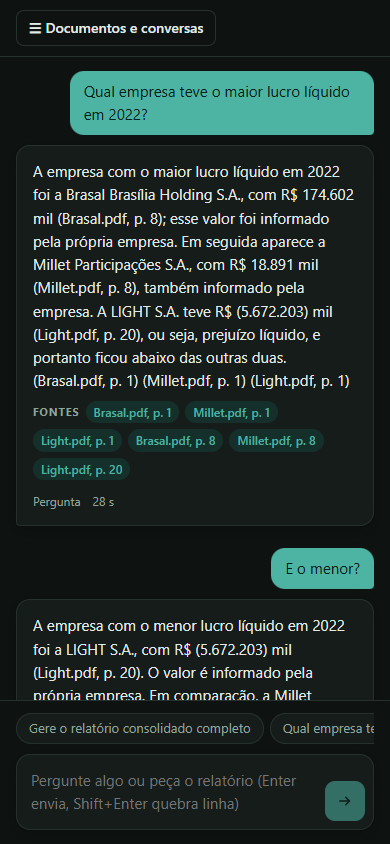 ☰ Documentos e conversas
Qual empresa teve o maior lucro líquido
em 2022?
A empresa com o maior lucro líquido em 2022
foi a Brasal Brasília Holding S.A., com R$ 174.602
mil (Brasal.pdf, p. 8); esse valor foi informado
pela própria empresa. Em seguida aparece a
Millet Participações S.A., com R$ 18.891 mil
(Millet.pdf, p. 8), também informado pela
empresa. A LIGHT S.A. teve R$ (5.672.203) mil
(Light.pdf, p. 20), ou seja, prejuízo líquido, e
portanto ficou abaixo das outras duas.
(Brasal.pdf, p. 1) (Millet.pdf, p. 1) (Light.pdf, p. 1)
FONTES Brasal.pdf, p. 1 Millet.pdf, p. 1
Light.pdf, p. 1 Brasal.pdf, p. 8 Millet.pdf, p. 8
Light.pdf, p. 20
Pergunta 28 s
E o menor?
A empresa com o menor lucro líquido em 2022
foi a LIGHT S.A., com R$ (5.672.203) mil
(Light.pdf, p. 20). O valor é informado pela
própria empresa. Em comparação, a Millet
Gere o relatório consolidado completo Qual empresa te
Pergunte algo ou peça o relatório (Enter
envia, Shift+Enter quebra linha)
→